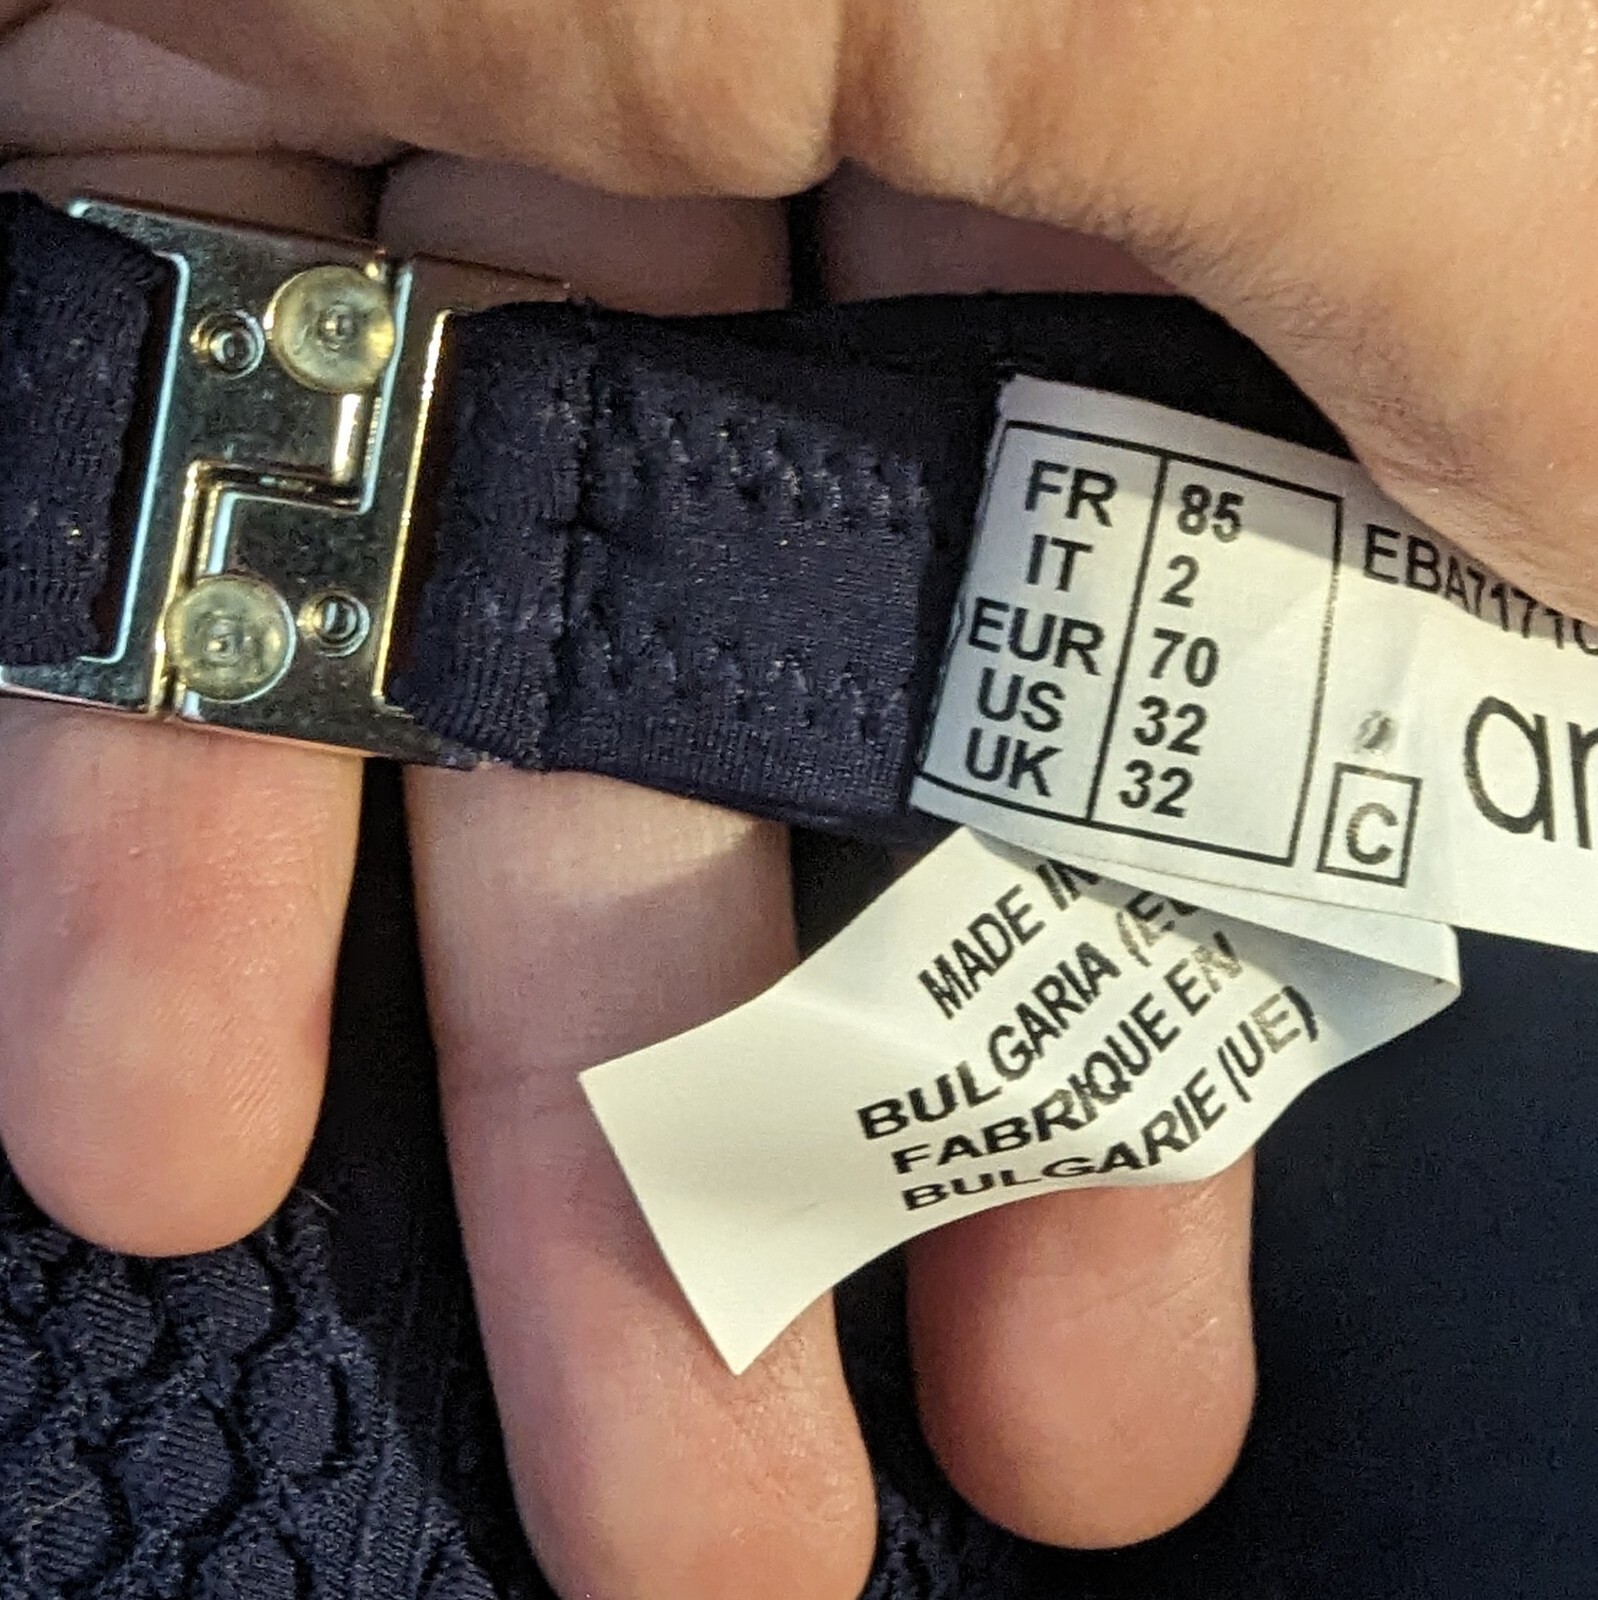 FR 85
IT 2
EUR 70
US 32
UK 32
C
MADE IN
BULGARIA
FABRIQUE EN
BULGARIE (UE)